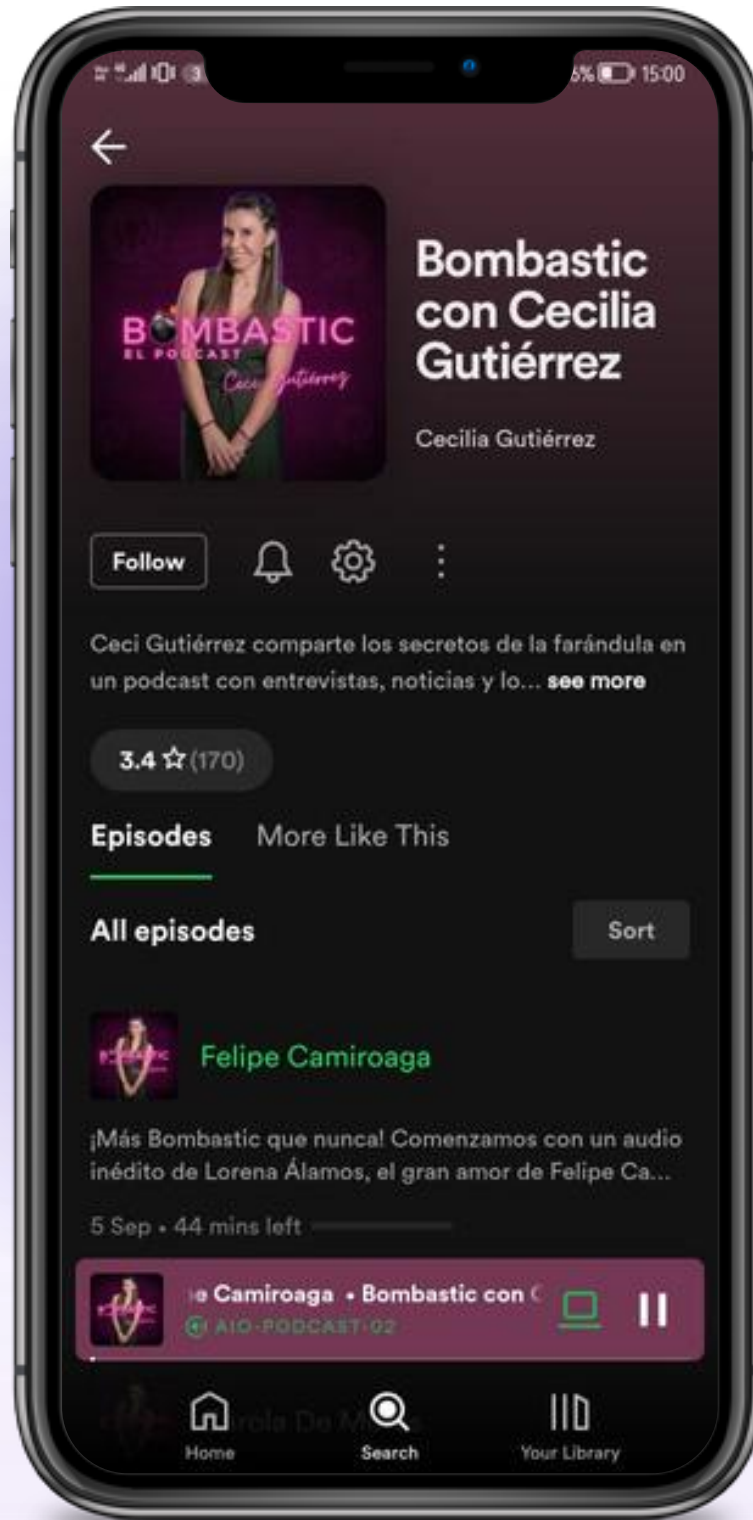 15:00
BOMBASTIC
EL PODCAST
Ceci Gutiérrez
Bombastic
con Cecilia
Gutiérrez
Cecilia Gutiérrez
Follow
Ceci Gutiérrez comparte los secretos de la farándula en
un podcast con entrevistas, noticias y lo... see more
3.4 (170)
Episodes More Like This
All episodes
Sort
Felipe Camiroaga
¡Más Bombastic que nunca! Comenzamos con un audio
inédito de Lorena Álamos, el gran amor de Felipe Ca...
5 Sep • 44 mins left
Camiroaga • Bombastic con
AIO-PODCAST-02
Home Search Your Library